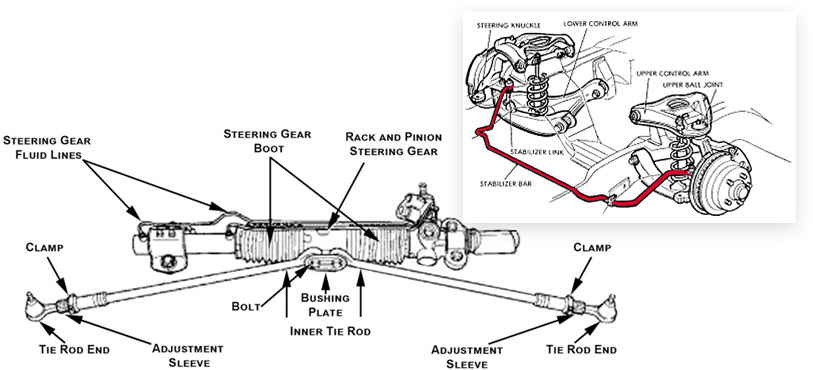 STEERING KNUCKLE
LOWER CONTROL ARM
UPPER CONTROL ARM
UPPER BALL JOINT
STABILIZER LINK
STABILIZER BAR
STEERING GEAR
FLUID LINES
STEERING GEAR
BOOT
RACK AND PINION
STEERING GEAR
CLAMP
CLAMP
BOLT
BUSHING
PLATE
INNER TIE ROD
TIE ROD END
ADJUSTMENT
SLEEVE
ADJUSTMENT
SLEEVE
TIE ROD END